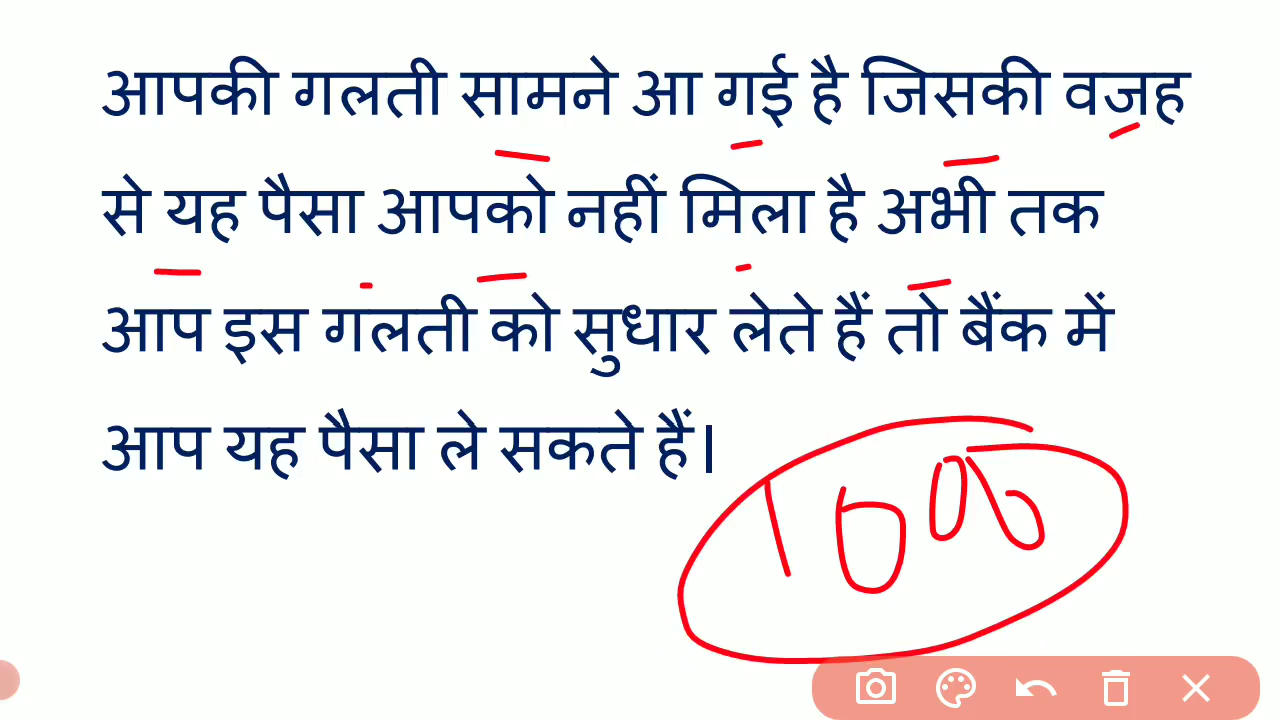 आपकी गलती सामने आ गई है जिसकी वजह
से यह पैसा आपको नहीं मिला है अभी तक
आप इस गलती को सुधार लेते हैं तो बैंक में
आप यह पैसा ले सकते हैं।
1000